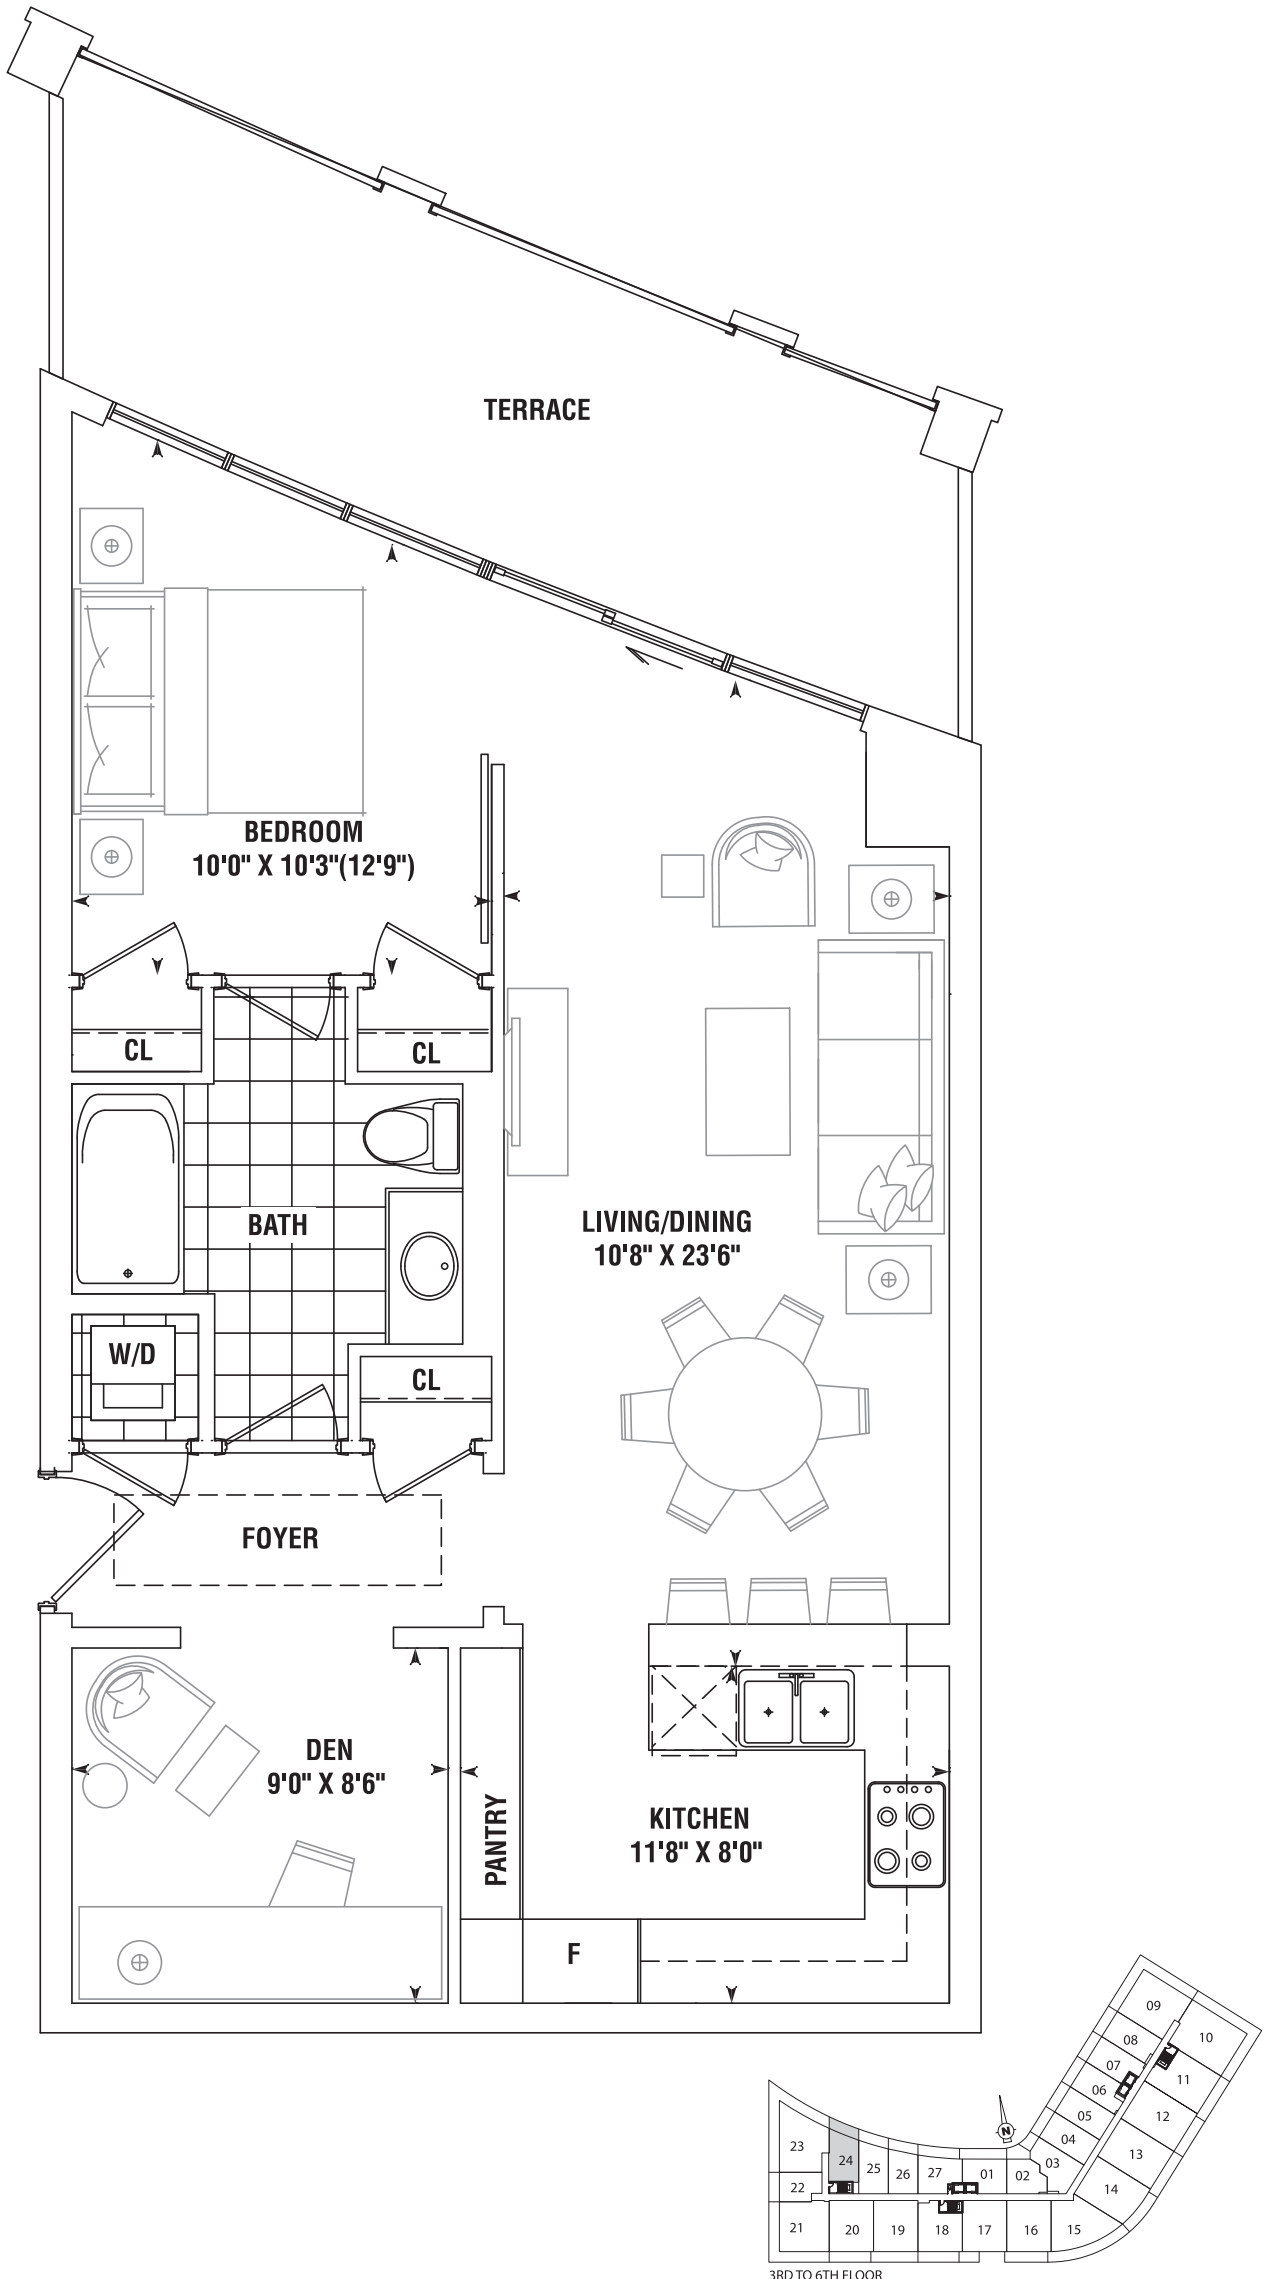 TERRACE
BEDROOM
10'0" X 10'3"(12'9")
CL
CL
BATH
LIVING/DINING
10'8" X 23'6"
W/D
CL
FOYER
DEN
9'0" X 8'6"
PANTRY
KITCHEN
11'8" X 8'0"
F
09
10
08
07
11
06
05
12
04
13
03
14
N
23
24
25
26
27
01
02
22
21
20
19
18
17
16
15
3RD TO 6TH FLOOR